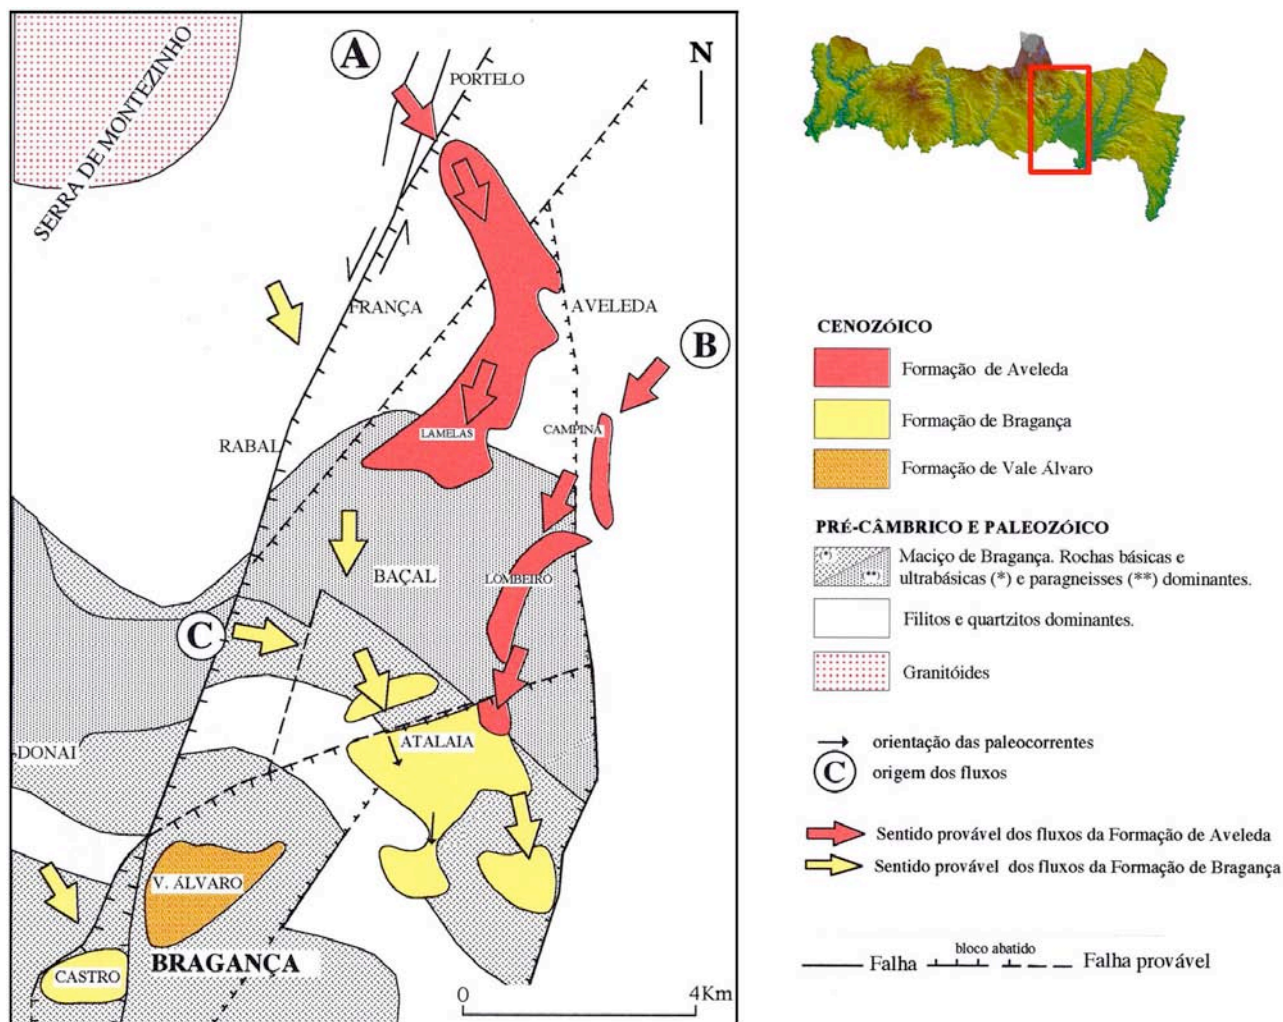 A
PORTELO
N
SERRA DE MONTEZINHO
FRANÇA
AVELEDA
B
RABAL
LAMELAS
CAMPINA
BAÇAL
LOMBEIRO
C
DONAI
ATALAIA
V. ÁLVARO
BRAGANÇA
CASTRO
0 4Km
CENOZÓICO
Formação de Aveleda
Formação de Bragança
Formação de Vale Álvaro
PRÉ-CÂMBRICO E PALEOZÓICO
(*)
(**)
Maciço de Bragança. Rochas básicas e
ultrabásicas (*) e paragneisses (**) dominantes.
Filitos e quartzitos dominantes.
Granitóides
orientação das paleocorrentes
C origem dos fluxos
Sentido provável dos fluxos da Formação de Aveleda
Sentido provável dos fluxos da Formação de Bragança
bloco abatido
Falha Falha provável